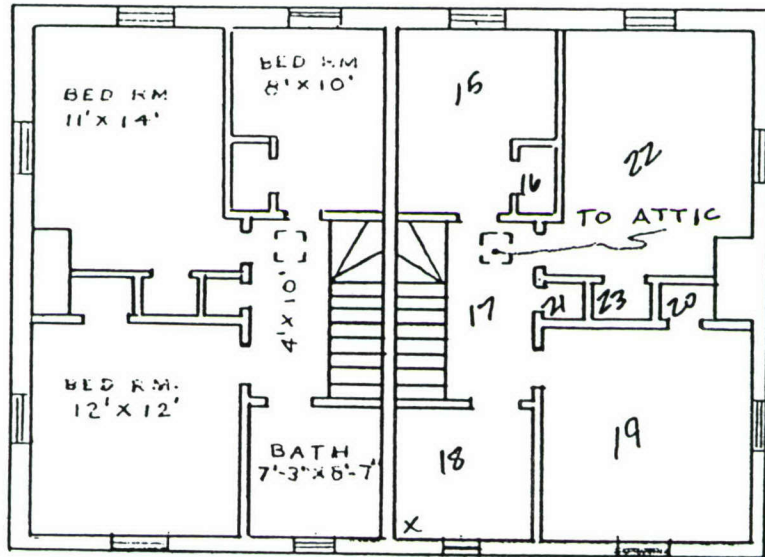 BED RM
11' X 14'
BED RM
8' X 10'
15
16
22
TO ATTIC
4' X 10'
17
21
23
20
BED RM.
12' X 12'
BATH
7'-3" X 8'-7"
18
X
19